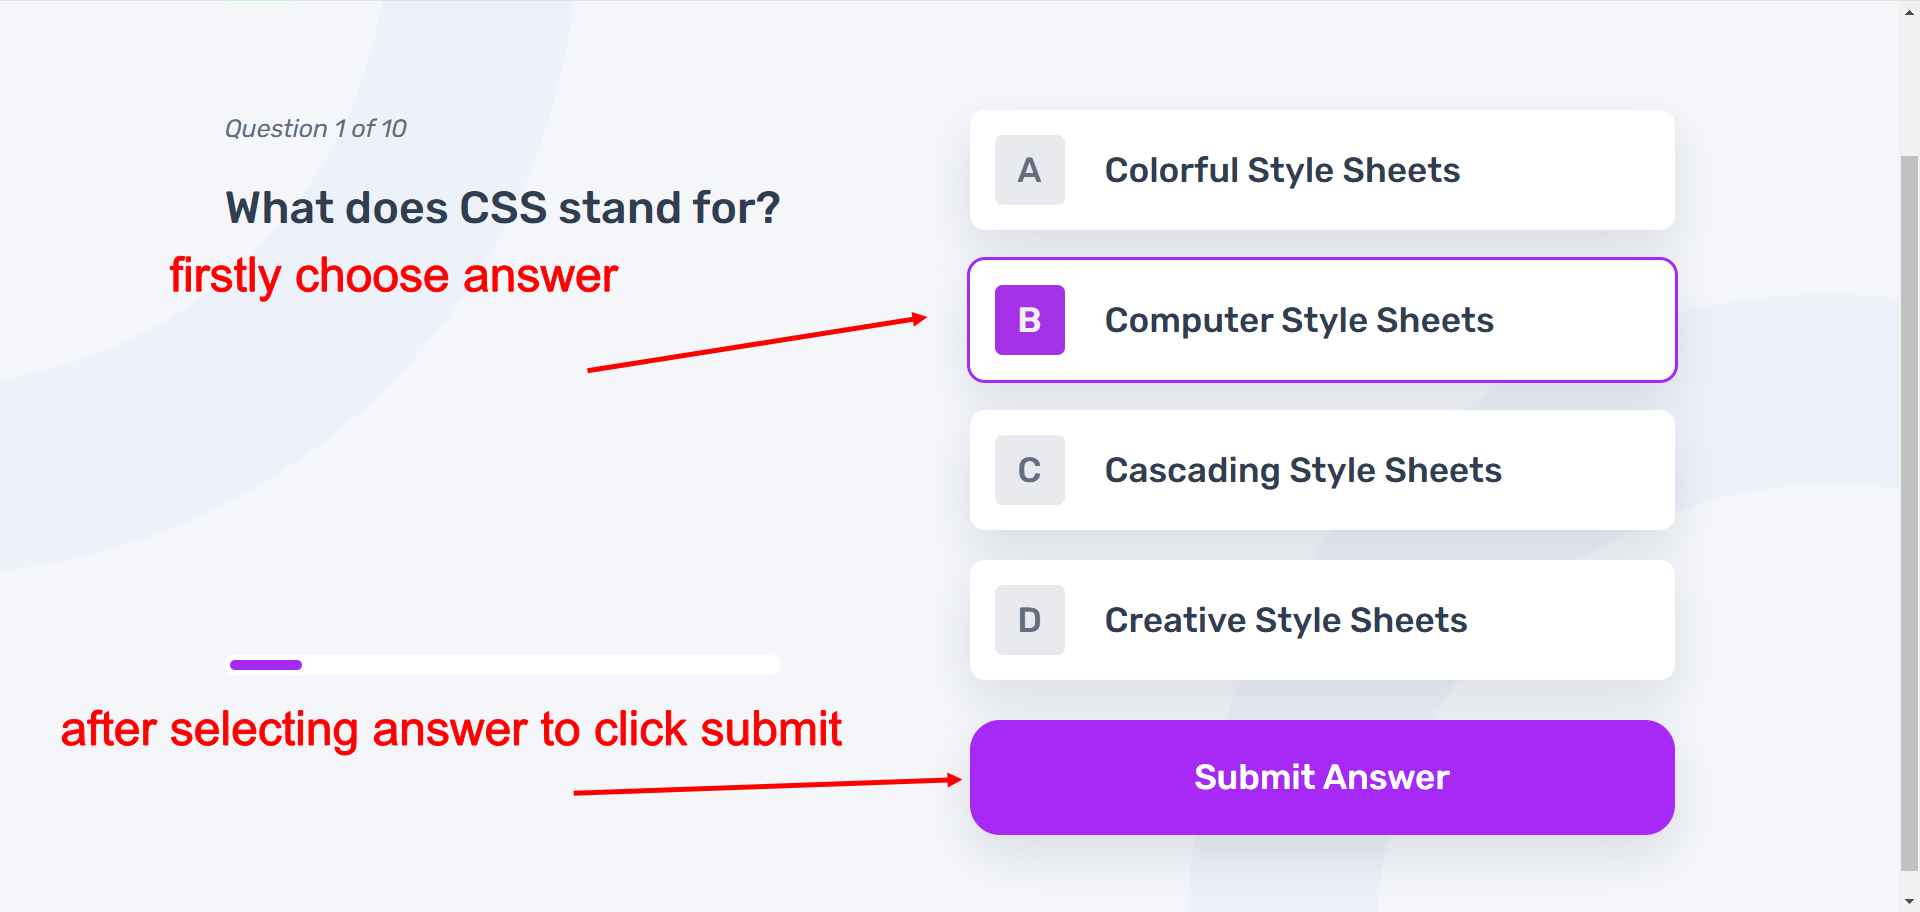 Question 1 of 10
What does CSS stand for?
firstly choose answer
A
Colorful Style Sheets
B
Computer Style Sheets
C
Cascading Style Sheets
D
Creative Style Sheets
after selecting answer to click submit
Submit Answer